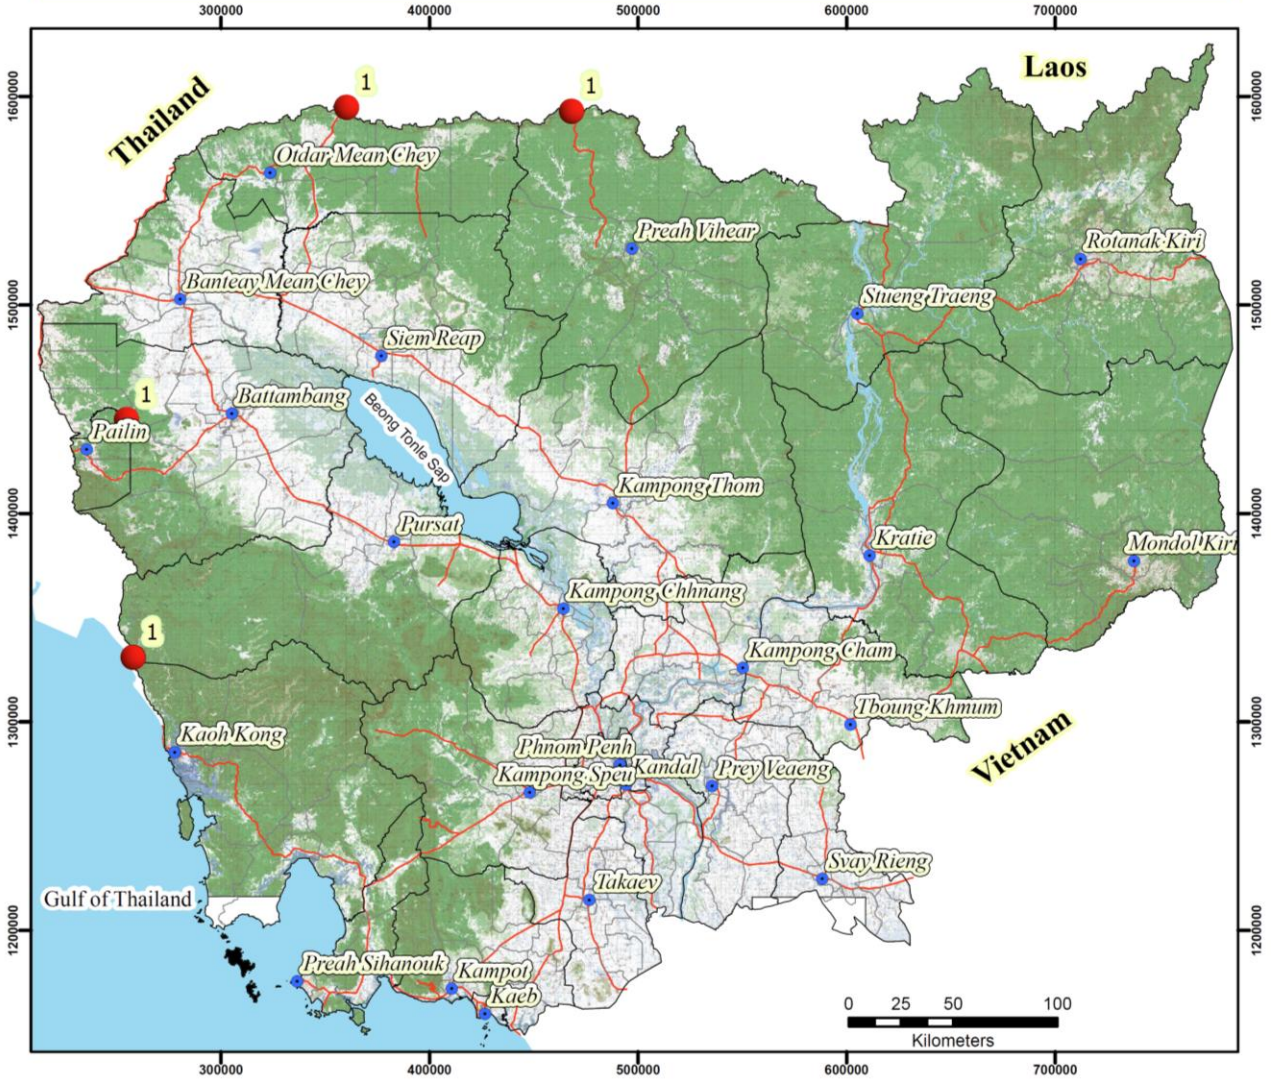 300000 400000 500000 600000 700000
Laos
Thailand
1600000
1600000
1
1
Otdar Mean Chey
Preah Vihear
Rotanak Kiri
Banteay Mean Chey
Stueng Traeng
1500000
1500000
Siem Reap
1
Battambang
Beong Tonle Sap
Pailin
Kampong Thom
1400000
1400000
Pursat
Kratie
Mondol Kiri
Kampong Chhnang
1
Kampong Cham
Tboung Khmum
1300000
1300000
Kaoh Kong
Vietnam
Phnom Penh
Kampong Speu
Kandal
Prey Veaeng
Svay Rieng
Takaev
Gulf of Thailand
1200000
1200000
Preah Sihanouk
Kampot
Kaeb
0 25 50 100
Kilometers
300000 400000 500000 600000 700000